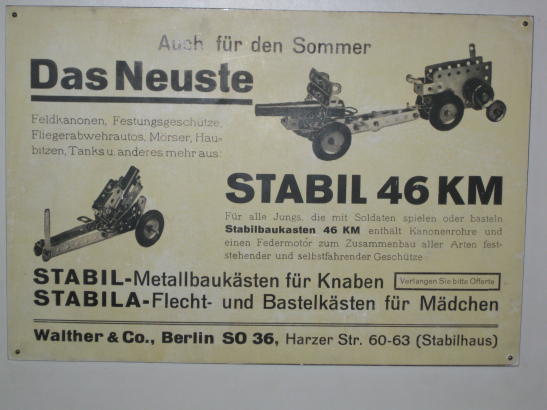 Auch für den Sommer
Das Neuste
Feldkanonen, Festungsgeschütze,
Fliegerabwehrautos, Mörser, Hau-
bitzen, Tanks u. anderes mehr aus:
STABIL 46 KM
Für alle Jungs, die mit Soldaten spielen oder basteln
Stabilbaukasten 46 KM enthält Kanonenrohre und
einen Federmotor zum Zusammenbau aller Arten fest-
stehender und selbstfahrender Geschütze
STABIL-Metallbaukästen für Knaben Verlangen Sie bitte Offerte
STABILA-Flecht- und Bastelkästen für Mädchen
Walther & Co., Berlin SO 36, Harzer Str. 60-63 (Stabilhaus)